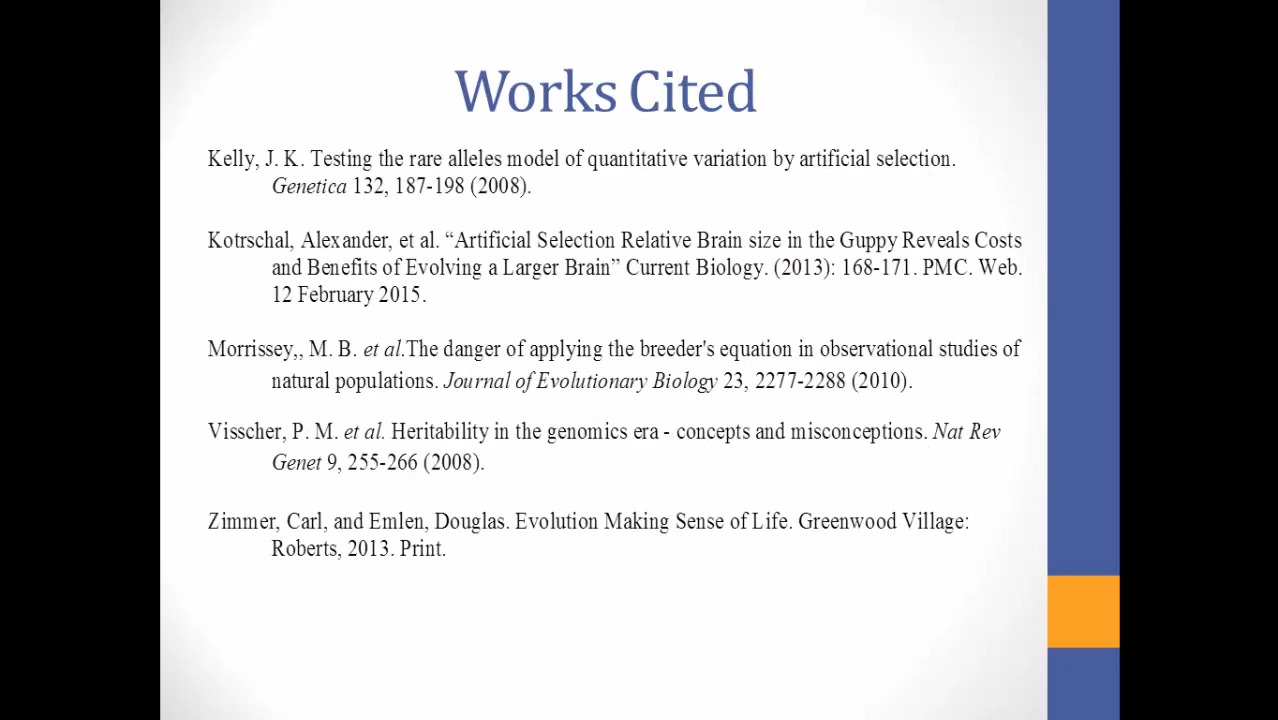 Works Cited
Kelly, J. K. Testing the rare alleles model of quantitative variation by artificial selection.
Genetica 132, 187-198 (2008).
Kotrschal, Alexander, et al. “Artificial Selection Relative Brain size in the Guppy Reveals Costs
and Benefits of Evolving a Larger Brain” Current Biology. (2013): 168-171. PMC. Web.
12 February 2015.
Morrissey,, M. B. et al.The danger of applying the breeder's equation in observational studies of
natural populations. Journal of Evolutionary Biology 23, 2277-2288 (2010).
Visscher, P. M. et al. Heritability in the genomics era - concepts and misconceptions. Nat Rev
Genet 9, 255-266 (2008).
Zimmer, Carl, and Emlen, Douglas. Evolution Making Sense of Life. Greenwood Village:
Roberts, 2013. Print.